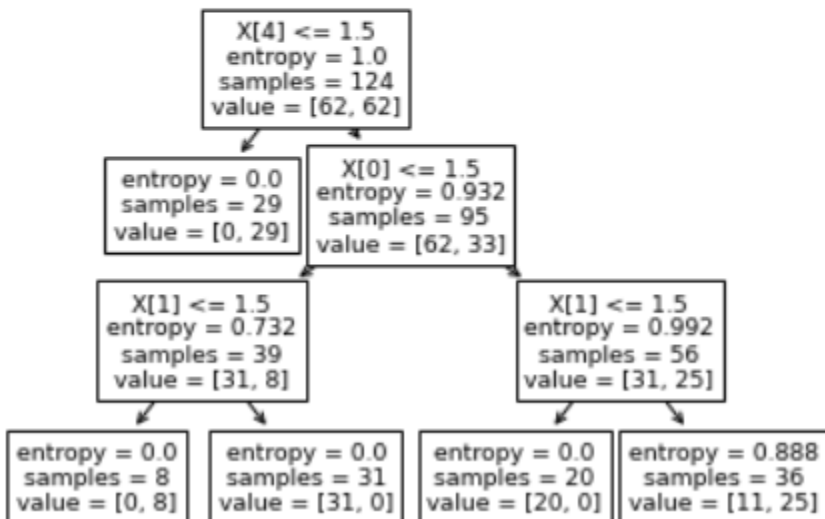 X[4] <= 1.5
entropy = 1.0
samples = 124
value = [62, 62]
entropy = 0.0
samples = 29
value = [0, 29]
X[0] <= 1.5
entropy = 0.932
samples = 95
value = [62, 33]
X[1] <= 1.5
entropy = 0.732
samples = 39
value = [31, 8]
X[1] <= 1.5
entropy = 0.992
samples = 56
value = [31, 25]
entropy = 0.0
samples = 8
value = [0, 8]
entropy = 0.0
samples = 31
value = [31, 0]
entropy = 0.0
samples = 20
value = [20, 0]
entropy = 0.888
samples = 36
value = [11, 25]